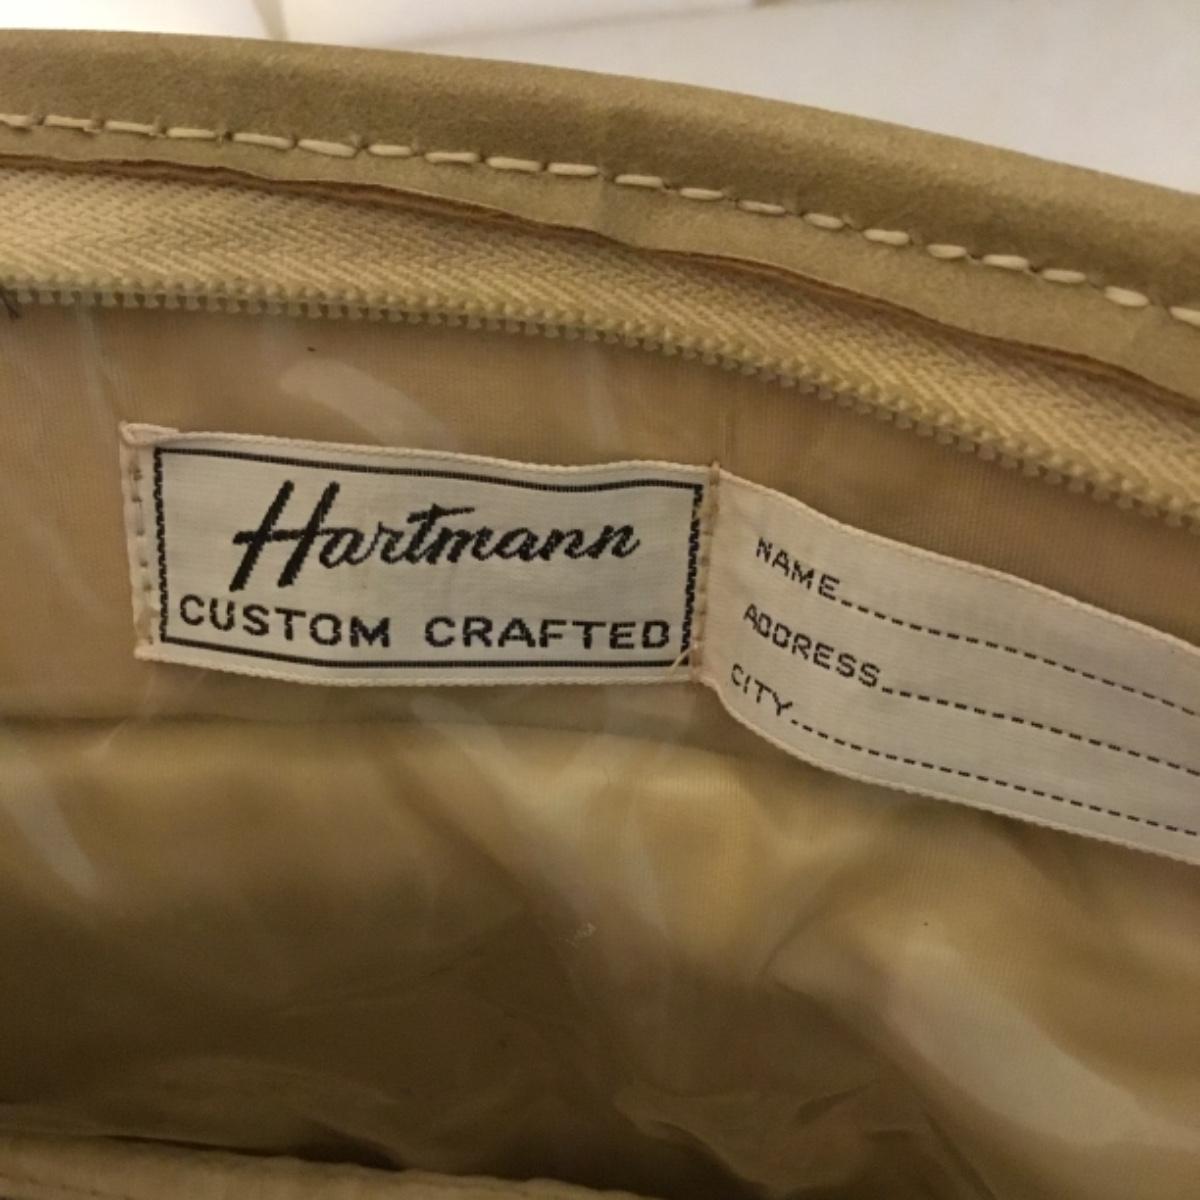 Hartmann
CUSTOM CRAFTED
NAME
ADDRESS
CITY